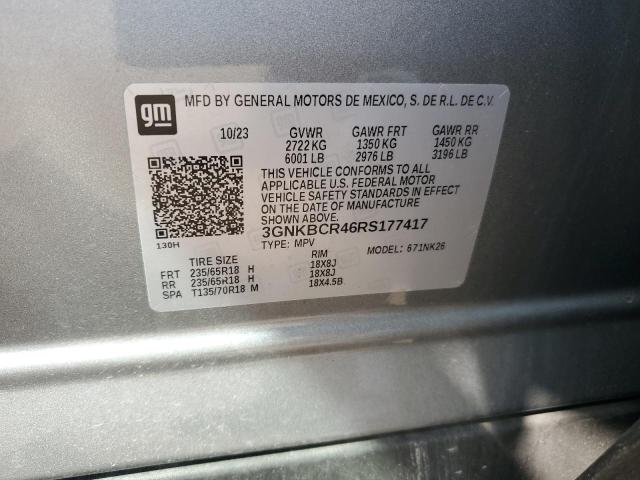 gm
MFD BY GENERAL MOTORS DE MEXICO, S. DE R.L. DE C.V.
10/23 GVWR GAWR FRT GAWR RR
2722 KG 1350 KG 1450 KG
6001 LB 2976 LB 3196 LB
THIS VEHICLE CONFORMS TO ALL
APPLICABLE U.S. FEDERAL MOTOR
VEHICLE SAFETY STANDARDS IN EFFECT
ON THE DATE OF MANUFACTURE
SHOWN ABOVE.
130H
3GNKBCR46RS177417
TYPE: MPV MODEL: 671NK26
TIRE SIZE RIM
FRT 235/65R18 H 18X8J
RR 235/65R18 H 18X8J
SPA T135/70R18 M 18X4.5B